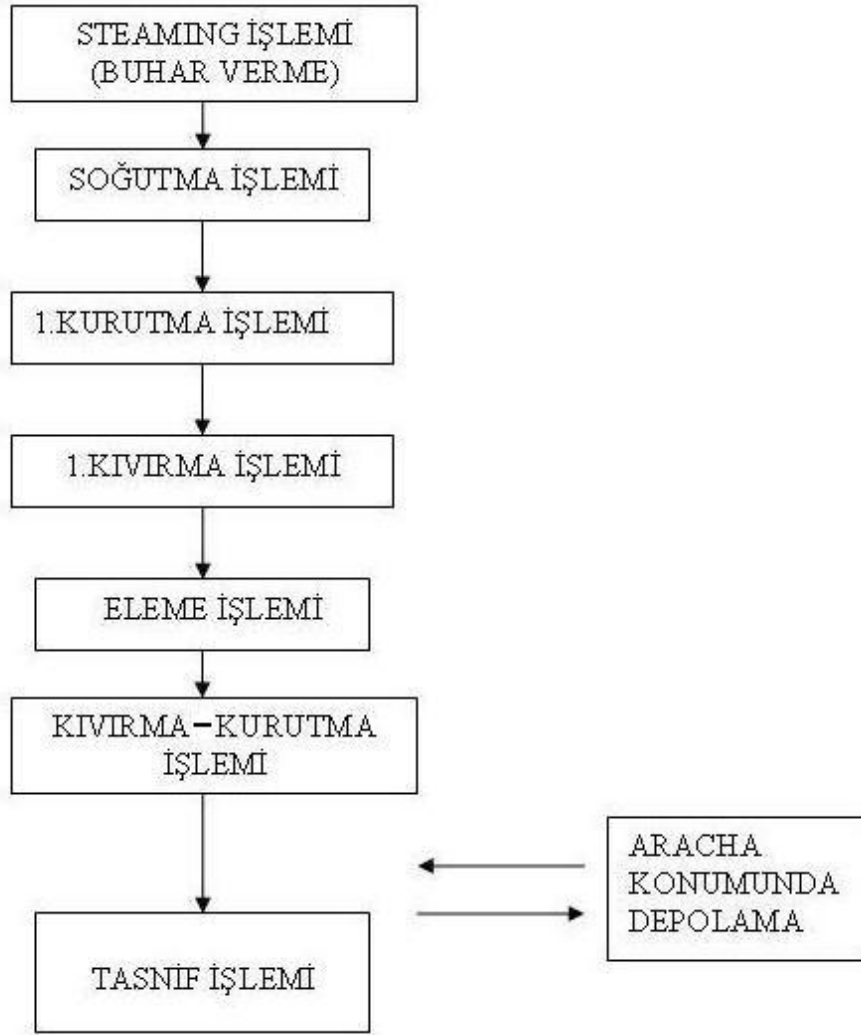 STEAMING İŞLEMİ
(BUHAR VERME)
SOĞUTMA İŞLEMİ
1.KURUTMA İŞLEMİ
1.KIVIRMA İŞLEMİ
ELEME İŞLEMİ
KIVIRMA–KURUTMA
İŞLEMİ
ARACHA
KONUMUNDA
DEPOLAMA
TASNİF İŞLEMİ